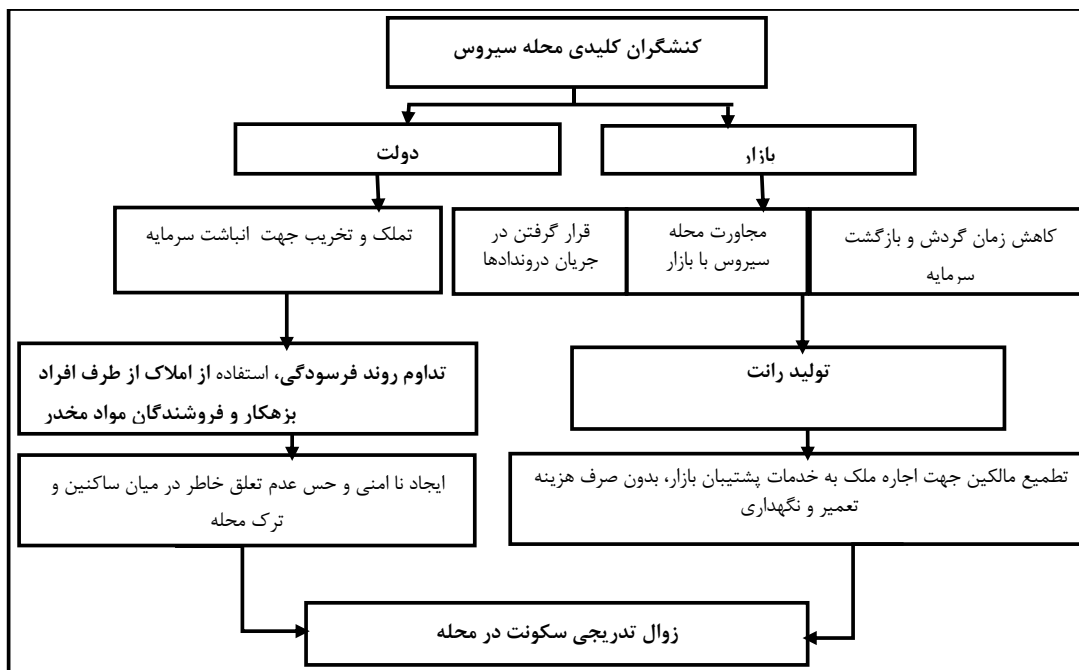 کنشگران کلیدی محله سیروس
بازار
دولت
کاهش زمان گردش و بازگشت
سرمایه
مجاورت محله
سیروس با بازار
قرار گرفتن در
جریان دروندادها
تملک و تخریب جهت انباشت سرمایه
تولید رانت
تداوم روند فرسودگی، استفاده از املاک از طرف افراد
بزهکار و فروشندگان مواد مخدر
تطمیع مالکین جهت اجاره ملک به خدمات پشتیبان بازار، بدون صرف هزینه
تعمیر و نگهداری
ایجاد نا امنی و حس عدم تعلق خاطر در میان ساکنین و
ترک محله
زوال تدریجی سکونت در محله